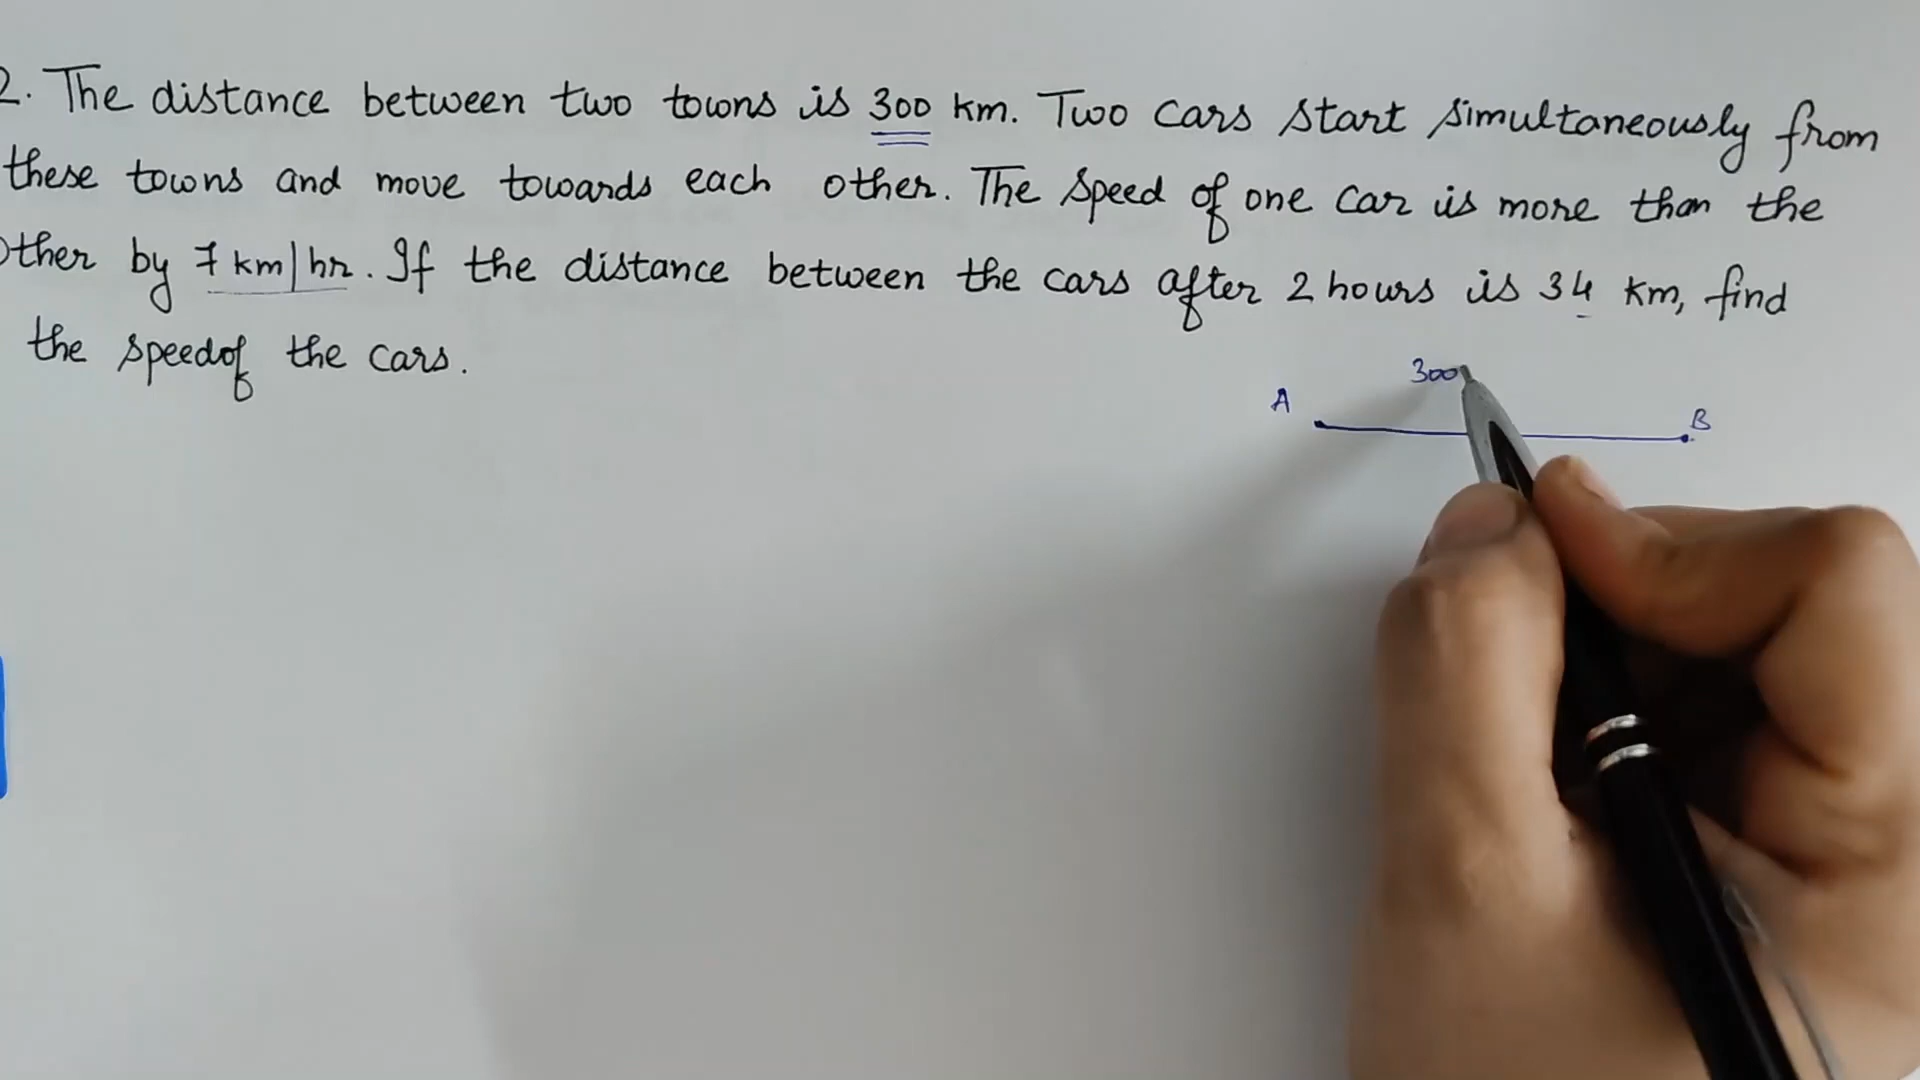 2. The distance between two towns is 300 km. Two cars start simultaneously from
these towns and move towards each other. The speed of one car is more than the
Other by 7 km/hr. If the distance between the cars after 2 hours is 34 km, find
the speedof the cars.
300
A B